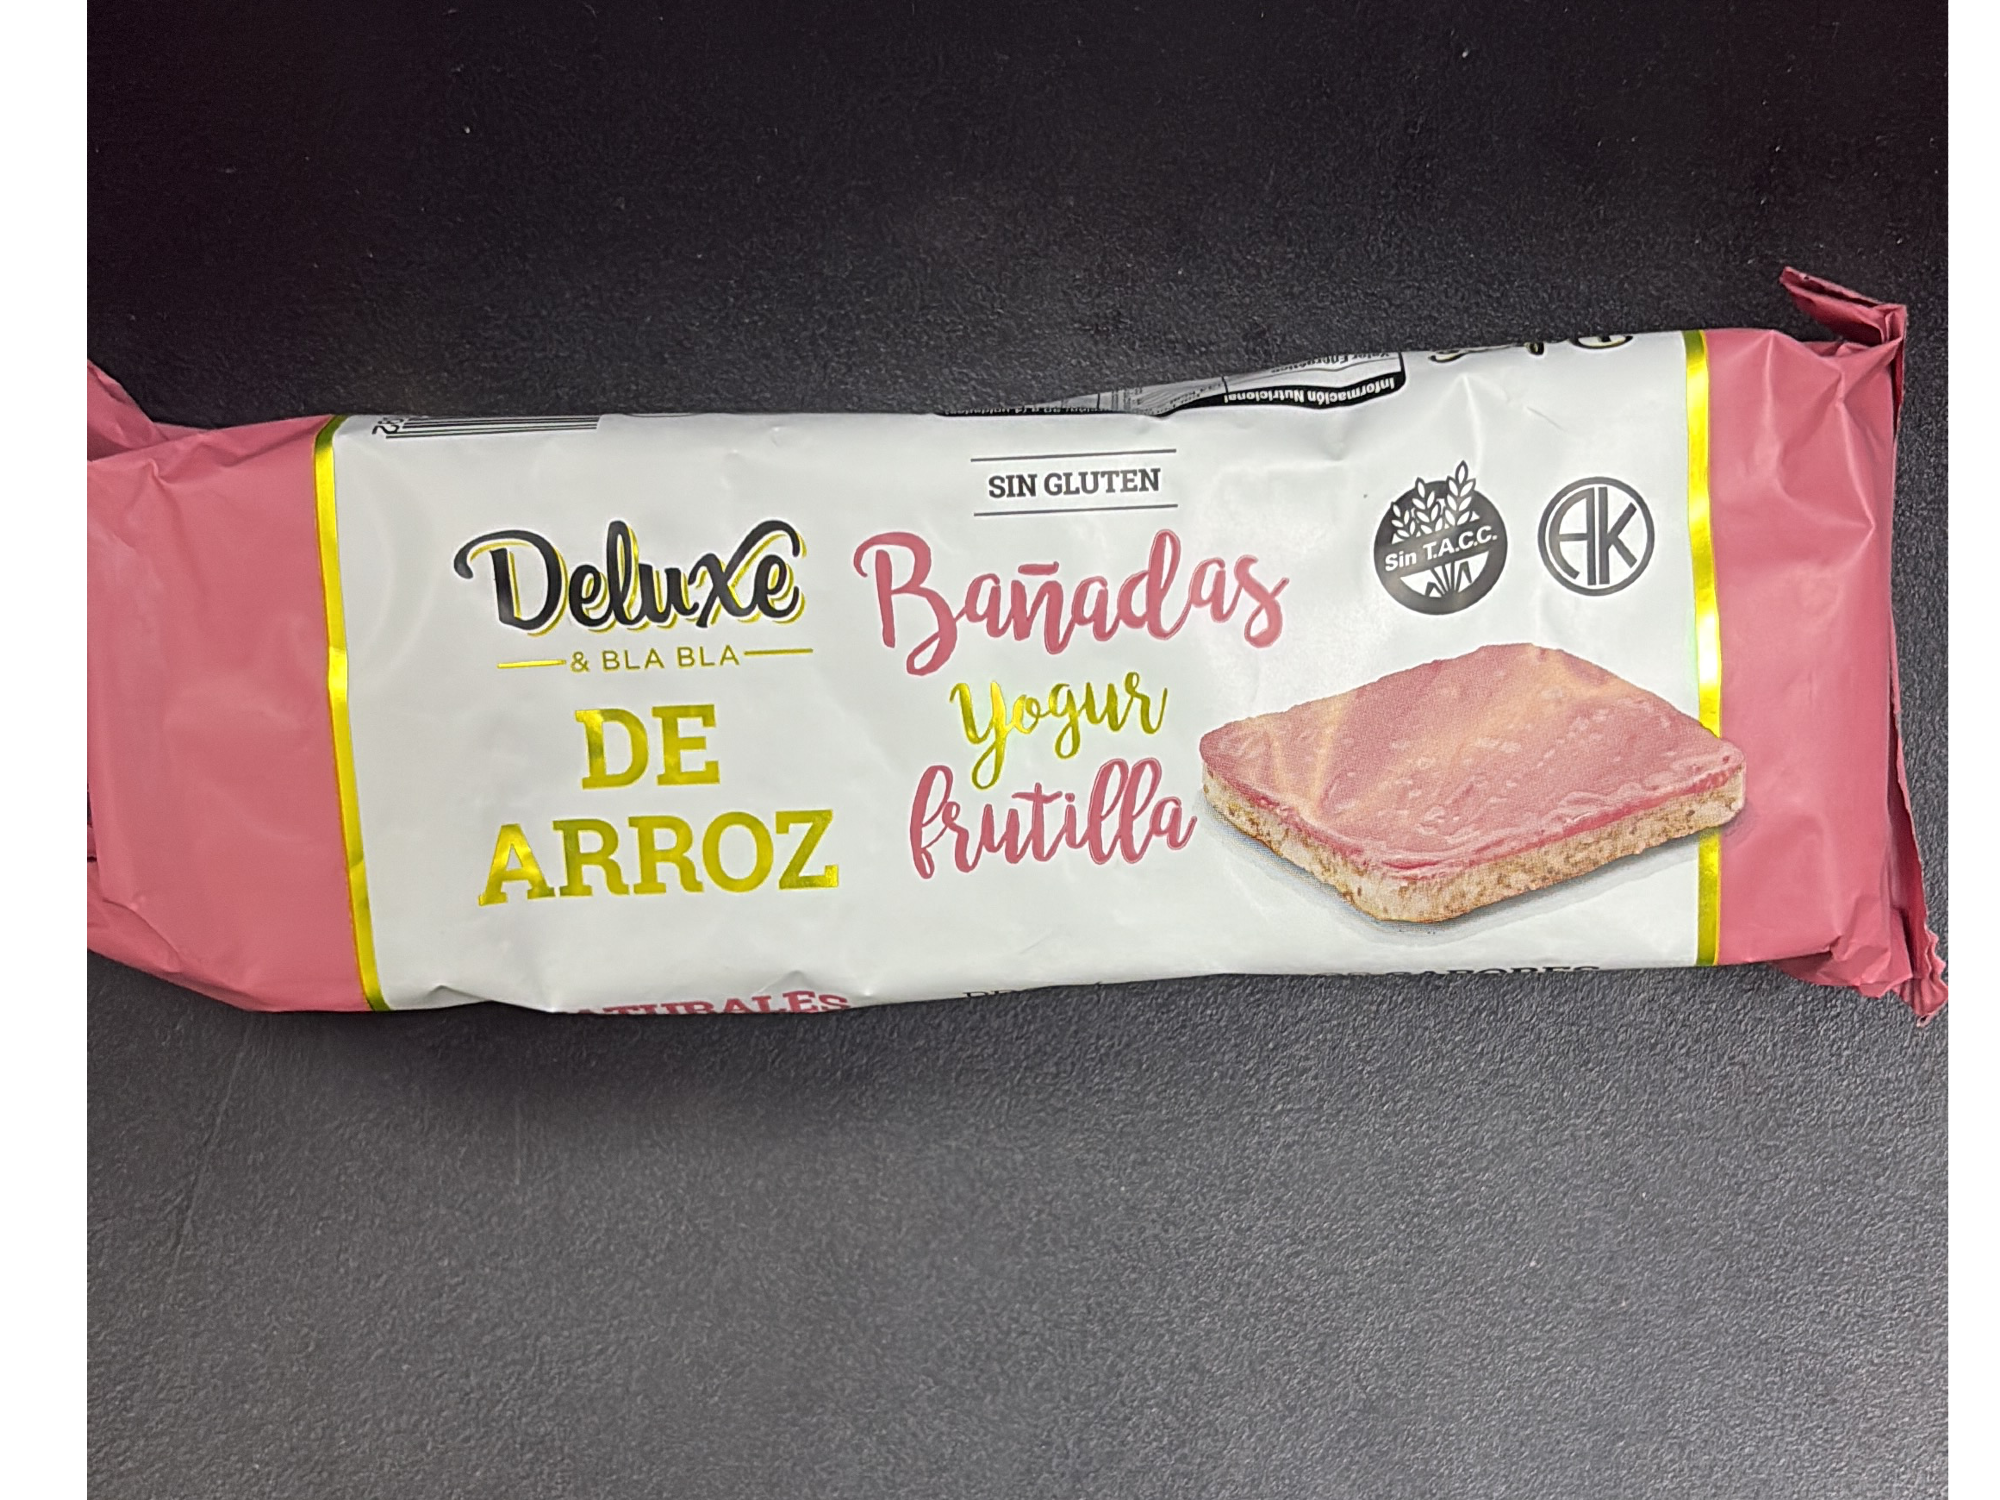 Información Nutricional
SIN GLUTEN
Deluxe
& BLA BLA
DE
ARROZ
Bañadas
Yogur
frutilla
Sin T.A.C.C.
AK